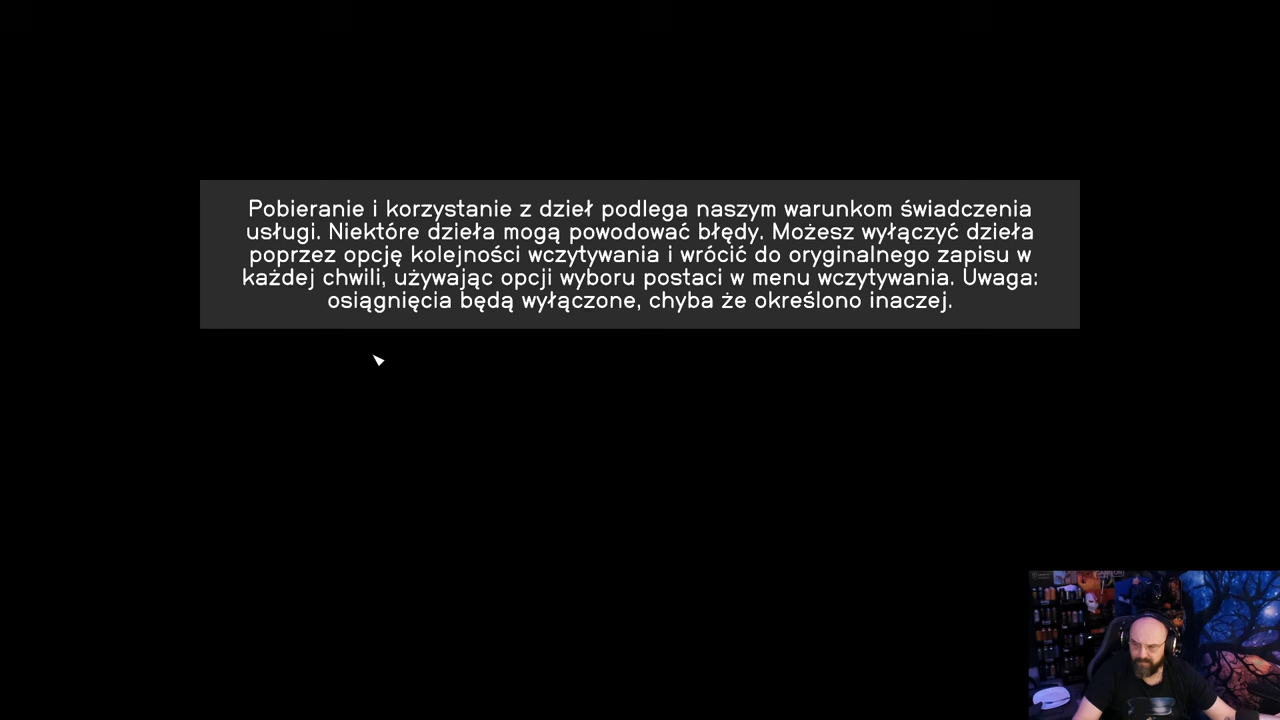 Pobieranie i korzystanie z dzieł podlega naszym warunkom świadczenia
usługi. Niektóre dzieła mogą powodować błędy. Możesz wyłączyć dzieła
poprzez opcję kolejności wczytywania i wrócić do oryginalnego zapisu w
każdej chwili, używając opcji wyboru postaci w menu wczytywania. Uwaga:
osiągnięcia będą wyłączone, chyba że określono inaczej.